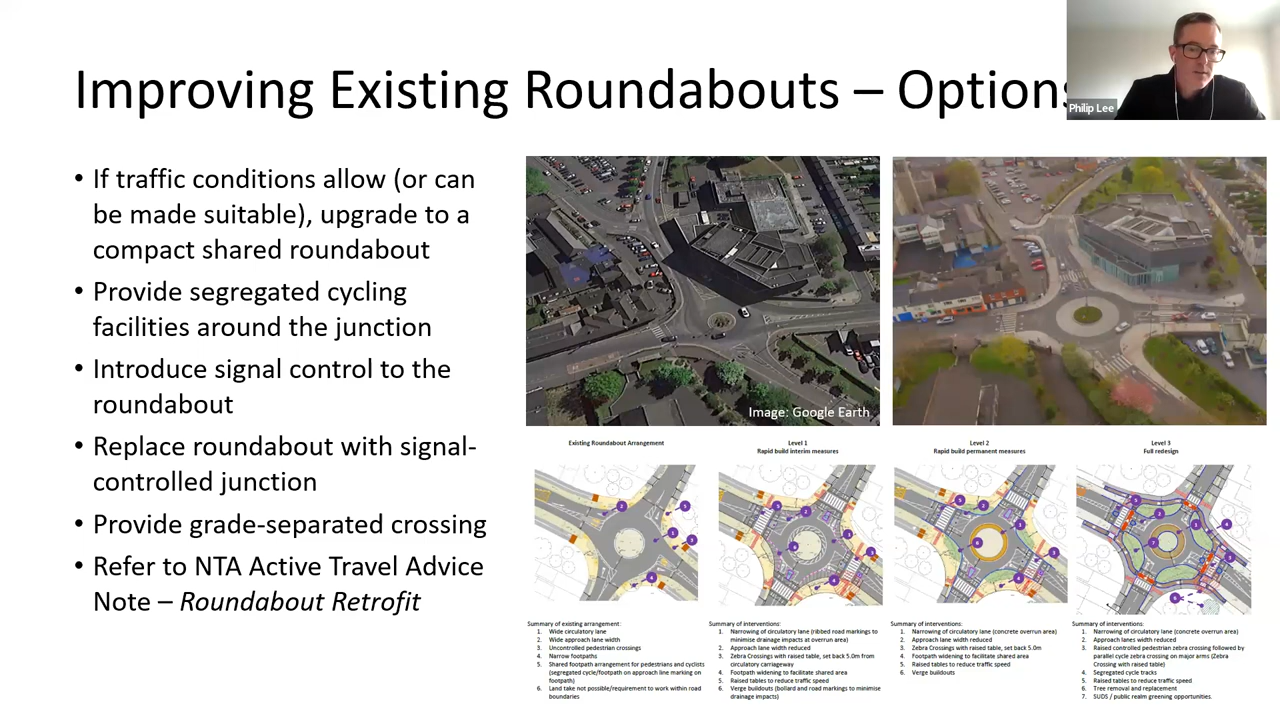 Improving Existing Roundabouts – Options
Philip Lee
• If traffic conditions allow (or can
be made suitable), upgrade to a
compact shared roundabout
• Provide segregated cycling
facilities around the junction
• Introduce signal control to the
roundabout
• Replace roundabout with signal-
controlled junction
• Provide grade-separated crossing
• Refer to NTA Active Travel Advice
Note – Roundabout Retrofit
Image: Google Earth
Existing Roundabout Arrangement
Summary of existing arrangement:
1. Wide circulatory lane
2. Wide approach lane width
3. Uncontrolled pedestrian crossings
4. Narrow footpaths
5. Shared footpath arrangement for pedestrians and cyclists
(segregated cycle/footpath on approach line marking on
footpath)
6. Land take not possible/requirement to work within road
boundaries
Level 1
Rapid build interim measures
Summary of interventions:
1. Narrowing of circulatory lane (ribbed road markings to
minimise drainage impacts at overrun area)
2. Approach lane width reduced
3. Zebra Crossings with raised table, set back 5.0m from
circulatory carriageway
4. Footpath widening to facilitate shared area
5. Raised tables to reduce traffic speed
6. Verge buildouts (bollard and road markings to minimise
drainage impacts)
Level 2
Rapid build permanent measures
Summary of interventions:
1. Narrowing of circulatory lane (concrete overrun area)
2. Approach lane width reduced
3. Zebra Crossings with raised table, set back 5.0m
4. Footpath widening to facilitate shared area
5. Raised tables to reduce traffic speed
6. Verge buildouts
Level 3
Full redesign
Summary of interventions:
1. Narrowing of circulatory lane (concrete overrun area)
2. Approach lanes width reduced
3. Raised controlled pedestrian zebra crossing followed by
parallel cycle zebra crossing on major arms (Zebra
Crossing with raised table)
4. Segregated cycle tracks
5. Raised tables to reduce traffic speed
6. Tree removal and replacement
7. SUDS / public realm greening opportunities.